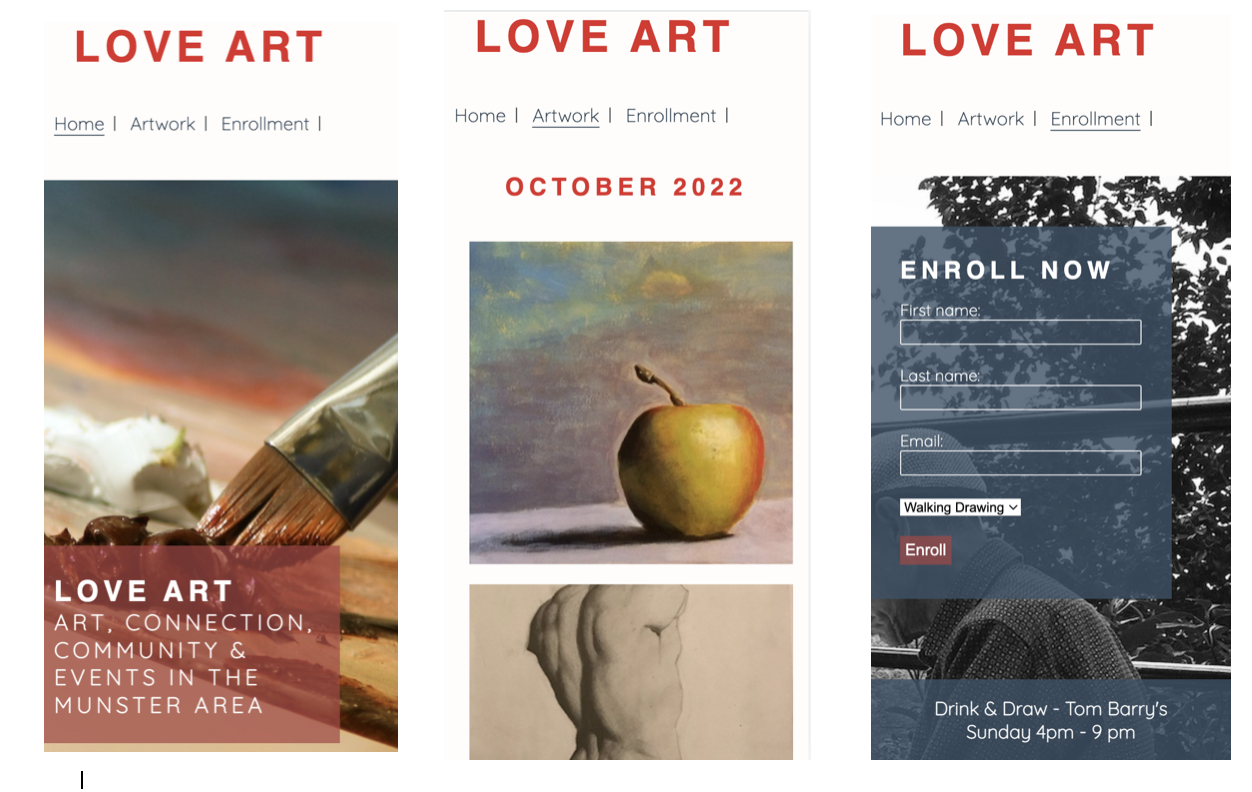 LOVE ART
Home | Artwork | Enrollment |
LOVE ART
ART, CONNECTION,
COMMUNITY &
EVENTS IN THE
MUNSTER AREA
LOVE ART
Home | Artwork | Enrollment |
OCTOBER 2022
LOVE ART
Home | Artwork | Enrollment |
ENROLL NOW
First name:
Last name:
Email:
Walking Drawing
Enroll
Drink & Draw - Tom Barry's
Sunday 4pm - 9 pm